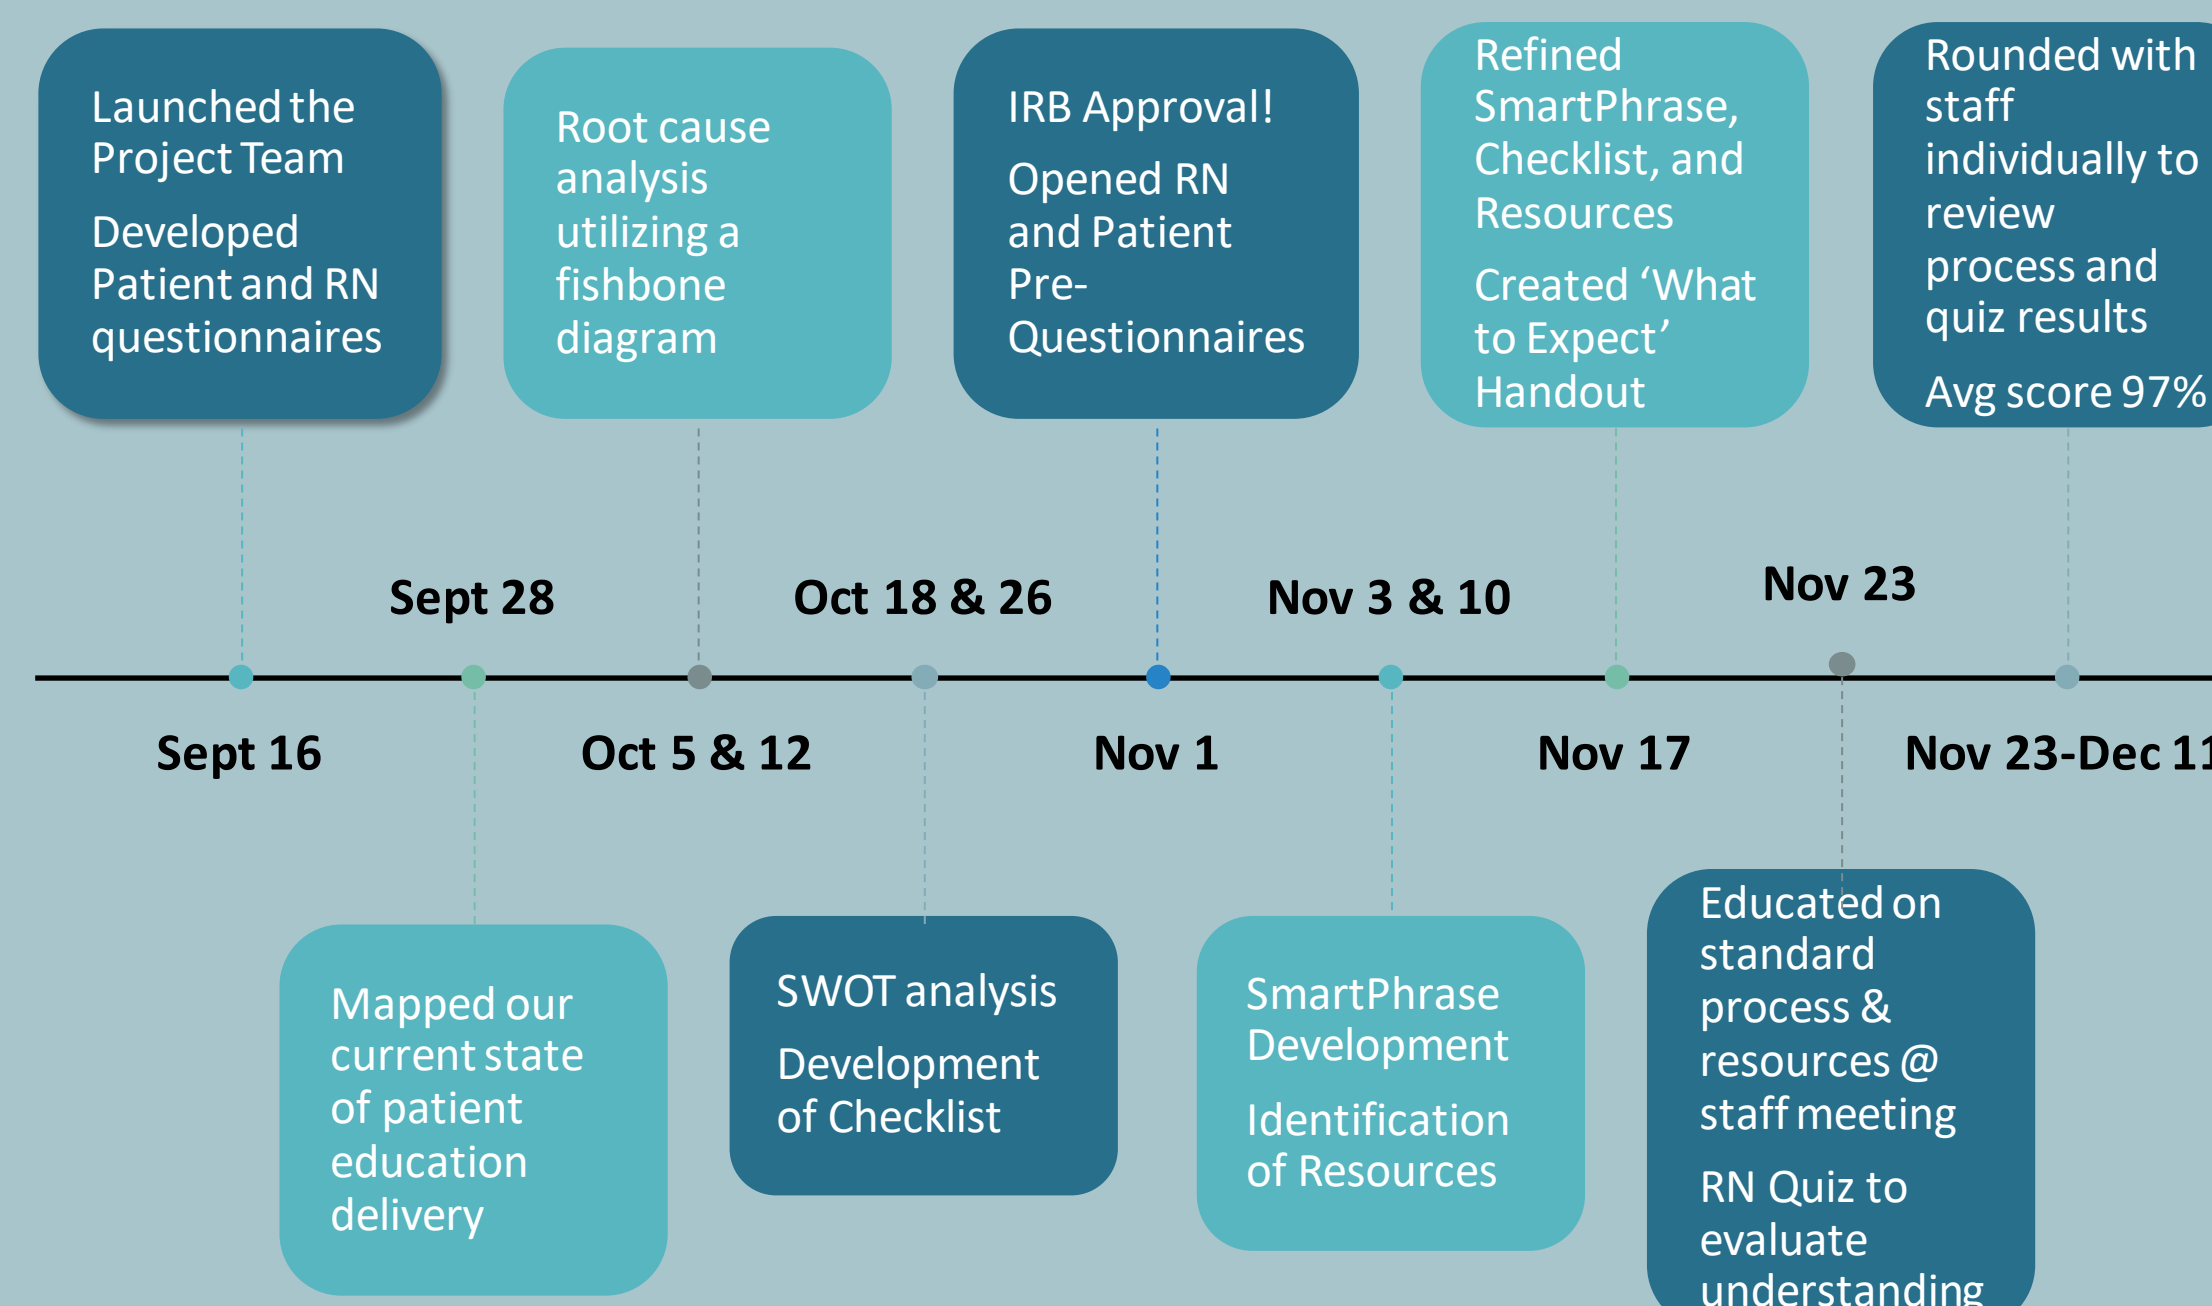 Launched the
Project Team
Developed
Patient and RN
questionnaires
Root cause
analysis
utilizing a
fishbone
diagram
IRB Approval!
Opened RN
and Patient
Pre-
Questionnaires
Refined
SmartPhrase,
Checklist, and
Resources
Created ‘What
to Expect’
Handout
Rounded with
staff
individually to
review
process and
quiz results
Avg score 97%
Sept 28
Oct 18 & 26
Nov 3 & 10
Nov 23
Sept 16
Oct 5 & 12
Nov 1
Nov 17
Nov 23-Dec 11
Mapped our
current state
of patient
education
delivery
SWOT analysis
Development
of Checklist
SmartPhrase
Development
Identification
of Resources
Educated on
standard
process &
resources @
staff meeting
RN Quiz to
evaluate
understanding